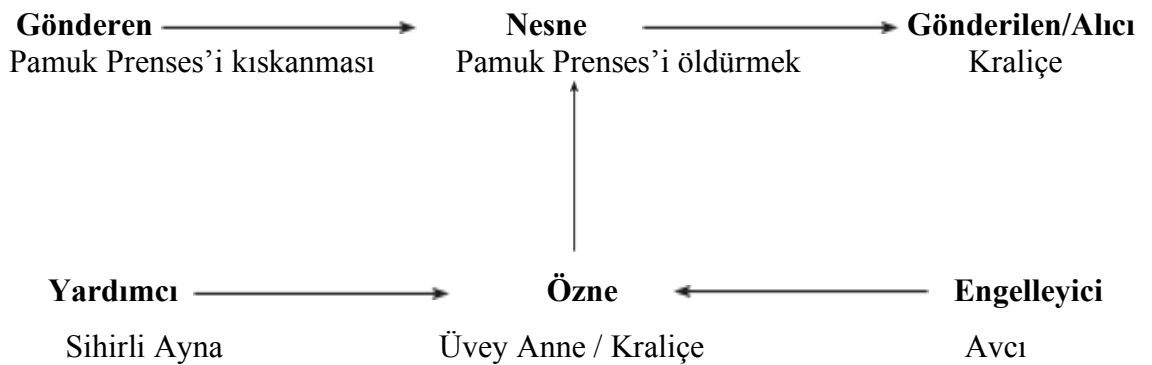 Gönderen Nesne Gönderilen/Alıcı
Pamuk Prenses’i kıskanması Pamuk Prenses’i öldürmek Kraliçe
Yardımcı Özne Engelleyici
Sihirli Ayna Üvey Anne / Kraliçe Avcı